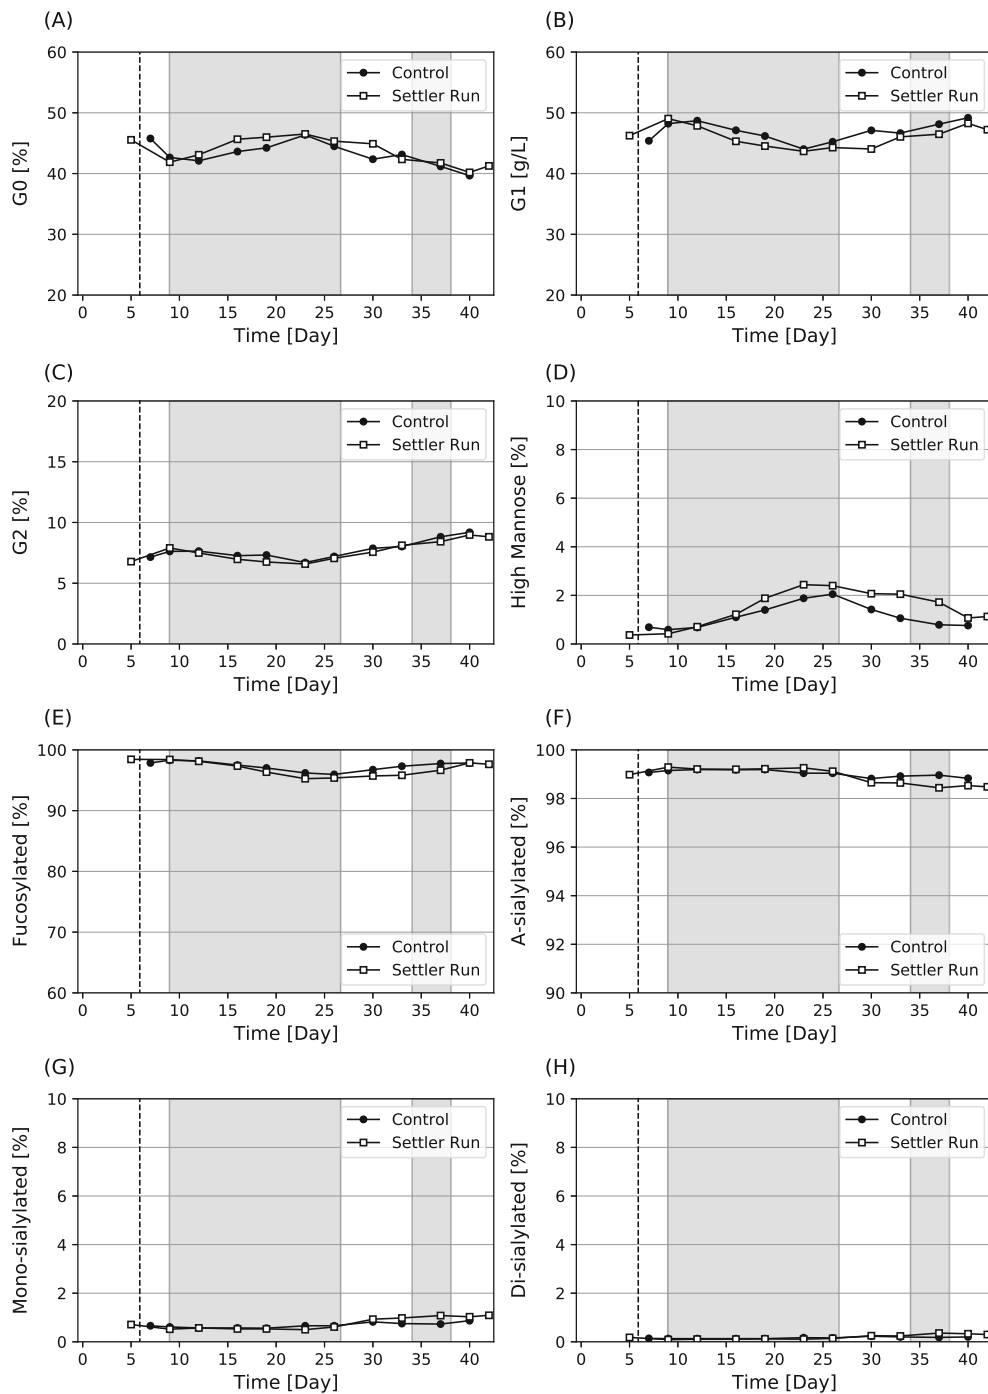 (A)
60
50
40
30
20
G0 [%]
Control
Settler Run
0 5 10 15 20 25 30 35 40
Time [Day]
(B)
60
50
40
30
20
G1 [g/L]
Control
Settler Run
0 5 10 15 20 25 30 35 40
Time [Day]
(C)
20
15
10
5
0
G2 [%]
Control
Settler Run
0 5 10 15 20 25 30 35 40
Time [Day]
(D)
10
8
6
4
2
0
High Mannose [%]
Control
Settler Run
0 5 10 15 20 25 30 35 40
Time [Day]
(E)
100
90
80
70
60
Fucosylated [%]
Control
Settler Run
0 5 10 15 20 25 30 35 40
Time [Day]
(F)
100
98
96
94
92
90
A-sialylated [%]
Control
Settler Run
0 5 10 15 20 25 30 35 40
Time [Day]
(G)
10
8
6
4
2
0
Mono-sialylated [%]
Control
Settler Run
0 5 10 15 20 25 30 35 40
Time [Day]
(H)
10
8
6
4
2
0
Di-sialylated [%]
Control
Settler Run
0 5 10 15 20 25 30 35 40
Time [Day]